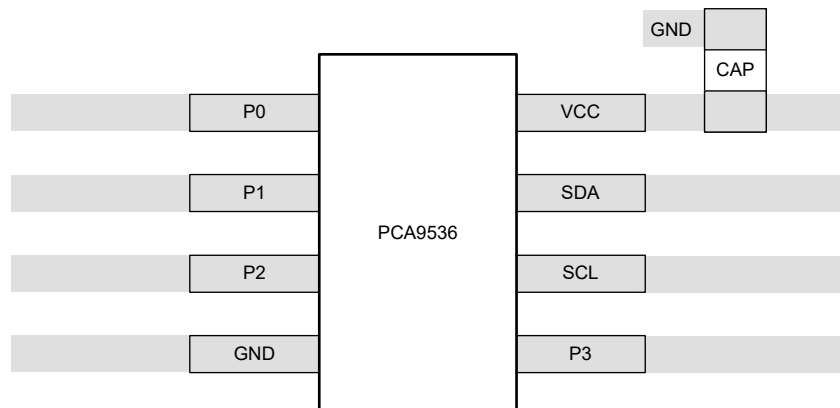 GND
CAP
P0
VCC
P1
SDA
PCA9536
P2
SCL
GND
P3